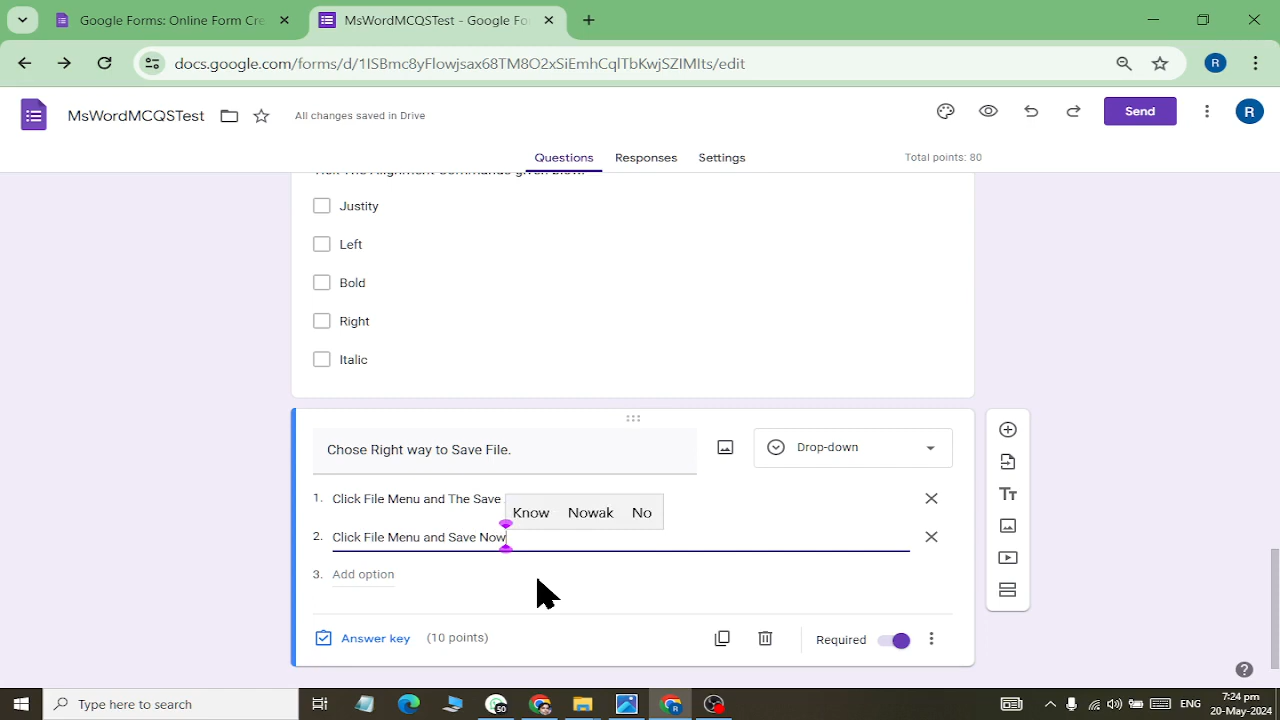 Google Forms: Online Form Cre
MsWordMCQSTest - Google Fo
docs.google.com/forms/d/1ISBmc8yFlowjsax68TM8O2xSiEmhCqlTbKwjSZIMIts/edit
R
MsWordMCQSTest
All changes saved in Drive
Send
R
Questions
Responses
Settings
Total points: 80
Justity
Left
Bold
Right
Italic
Chose Right way to Save File.
Drop-down
1. Click File Menu and The Save
Know Nowak No
2. Click File Menu and Save Now
3. Add option
Answer key (10 points)
Required
Type here to search
ENG
7:24 pm
20-May-2024